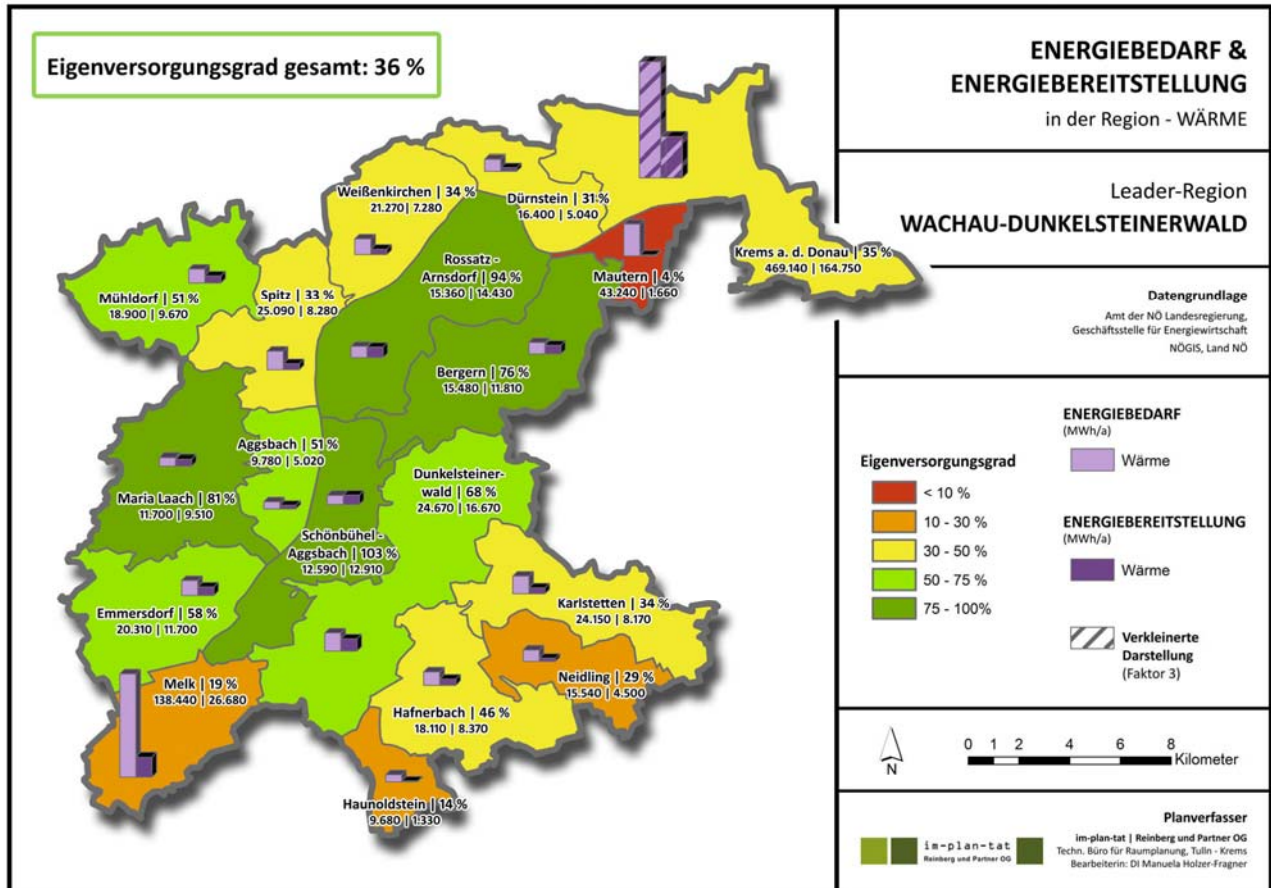 Eigenversorgungsgrad gesamt: 36 %
Weißenkirchen | 34 %
21.270 | 7.280
Dürnstein | 31 %
16.400 | 5.040
Rossatz -
Arnsdorf | 94 %
15.360 | 14.430
Mautern | 4 %
43.240 | 1.660
Krems a. d. Donau | 35 %
469.140 | 164.750
Mühldorf | 51 %
18.900 | 9.670
Spitz | 33 %
25.090 | 8.280
Bergern | 76 %
15.480 | 11.810
Aggsbach | 51 %
9.780 | 5.020
Maria Laach | 81 %
11.700 | 9.510
Dunkelsteiner-
wald | 68 %
24.670 | 16.670
Schönbühel -
Aggsbach | 103 %
12.590 | 12.910
Emmersdorf | 58 %
20.310 | 11.700
Karlstetten | 34 %
24.150 | 8.170
Melk | 19 %
138.440 | 26.680
Neidling | 29 %
15.540 | 4.500
Hafnerbach | 46 %
18.110 | 8.370
Haunoldstein | 14 %
9.680 | 1.330
ENERGIEBEDARF &
ENERGIEBEREITSTELLUNG
in der Region - WÄRME
Leader-Region
WACHAU-DUNKELSTEINERWALD
Datengrundlage
Amt der NÖ Landesregierung,
Geschäftsstelle für Energiewirtschaft
NÖGIS, Land NÖ
Eigenversorgungsgrad
< 10 %
10 - 30 %
30 - 50 %
50 - 75 %
75 - 100%
ENERGIEBEDARF
(MWh/a)
Wärme
ENERGIEBEREITSTELLUNG
(MWh/a)
Wärme
Verkleinerte
Darstellung
(Faktor 3)
N
0 1 2 4 6 8
Kilometer
Planverfasser
im-plan-tat
Reinberg und Partner OG
im-plan-tat | Reinberg und Partner OG
Techn. Büro für Raumplanung, Tulln - Krems
Bearbeiterin: DI Manuela Holzer-Fragner